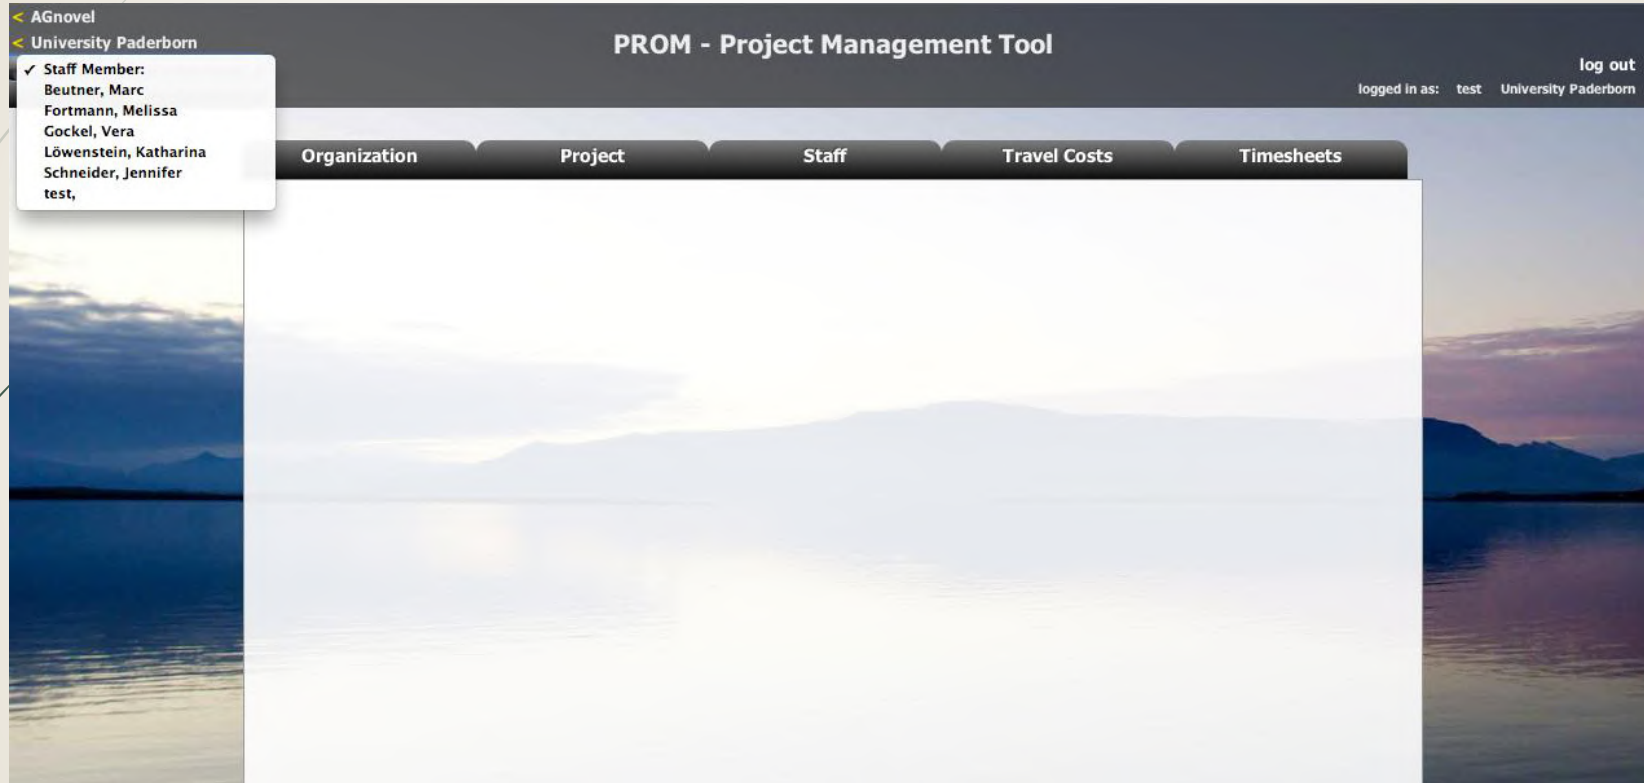 < AGnovel
< University Paderborn
✓ Staff Member:
Beutner, Marc
Fortmann, Melissa
Gockel, Vera
Löwenstein, Katharina
Schneider, Jennifer
test,
PROM - Project Management Tool
log out
logged in as: test University Paderborn
Organization Project Staff Travel Costs Timesheets